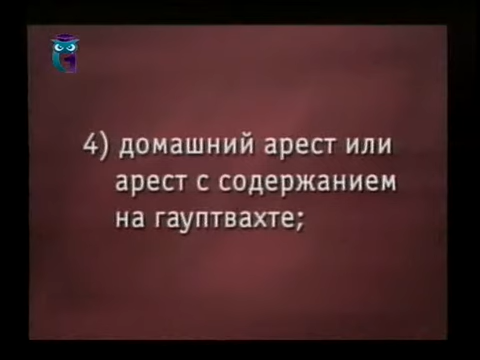 4) домашний арест или
арест с содержанием
на гауптвахте;